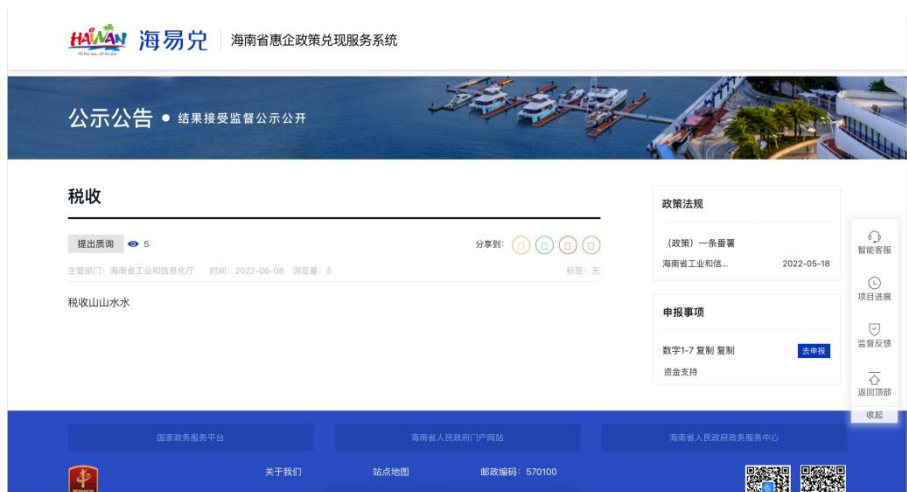 HAINAN
海易兑
海南省惠企政策兑现服务系统
公示公告 • 结果接受监督公示公开
税收
提出质询 5
分享到:
主管部门: 海南省工业和信息化厅 时间: 2022-06-08 浏览量: 5
标签: 无
税收山山水水
政策法规
(政策)一条番薯
海南省工业和信... 2022-05-18
申报事项
数字1-7 复制 复制
去申报
资金支持
智能客服
项目进展
监督反馈
返回顶部
收起
国家政务服务平台
海南省人民政府门户网站
海南省人民政府政务服务中心
关于我们
站点地图
邮政编码: 570100